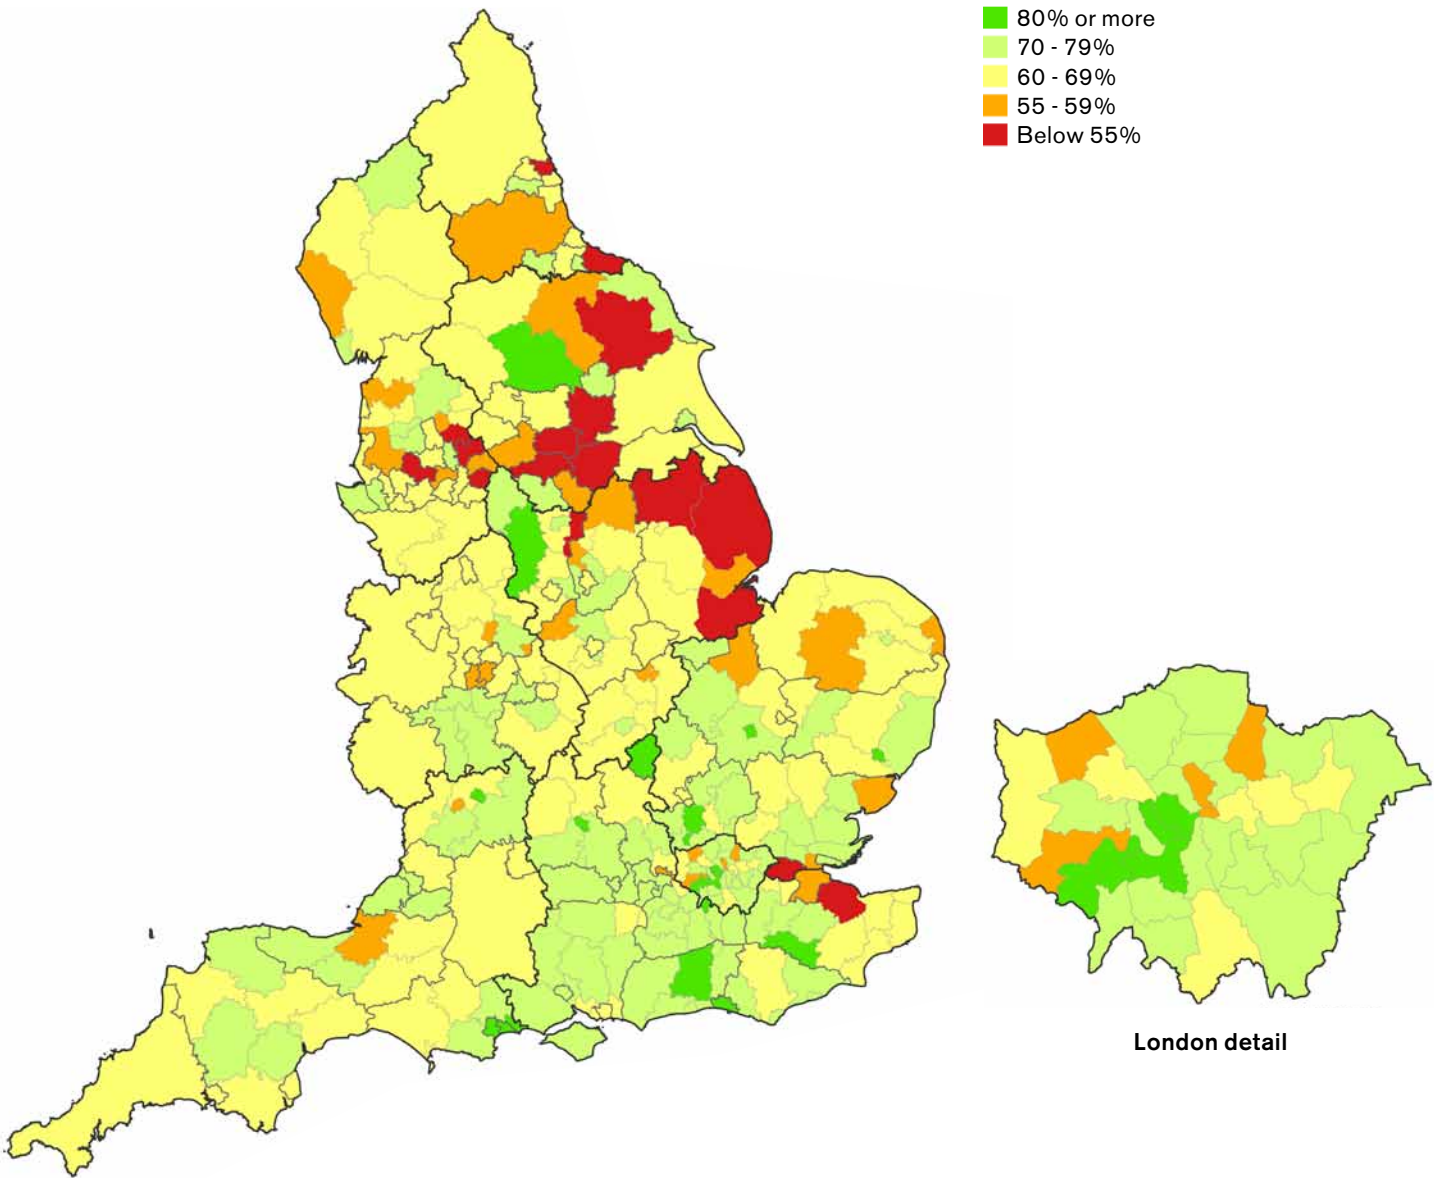 80% or more
70 - 79%
60 - 69%
55 - 59%
Below 55%
London detail